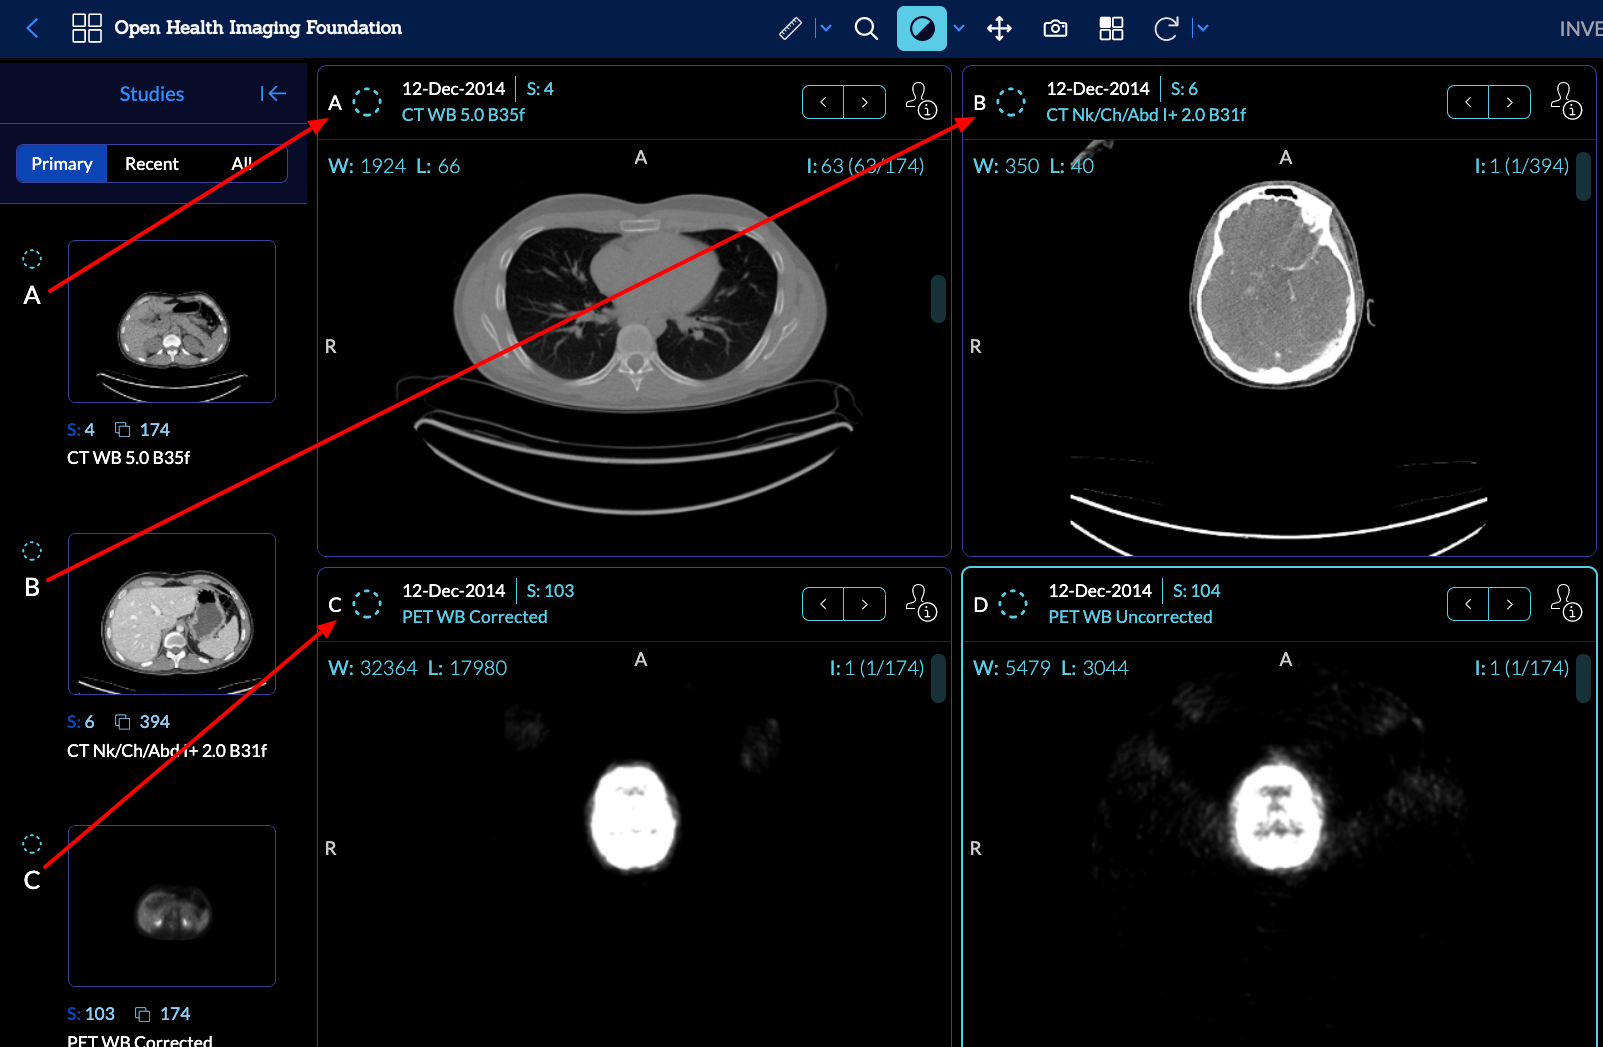 Open Health Imaging Foundation
INVE
Studies
Primary Recent All
A
S: 4 174
CT WB 5.0 B35f
B
S: 6 394
CT Nk/Ch/Abd I+ 2.0 B31f
C
S: 103 174
PET WB Corrected
A 12-Dec-2014 S: 4
CT WB 5.0 B35f
W: 1924 L: 66 A I: 63 (63/174)
R
B 12-Dec-2014 S: 6
CT Nk/Ch/Abd I+ 2.0 B31f
W: 350 L: 40 A I: 1 (1/394)
R
C 12-Dec-2014 S: 103
PET WB Corrected
W: 32364 L: 17980 A I: 1 (1/174)
R
D 12-Dec-2014 S: 104
PET WB Uncorrected
W: 5479 L: 3044 A I: 1 (1/174)
R